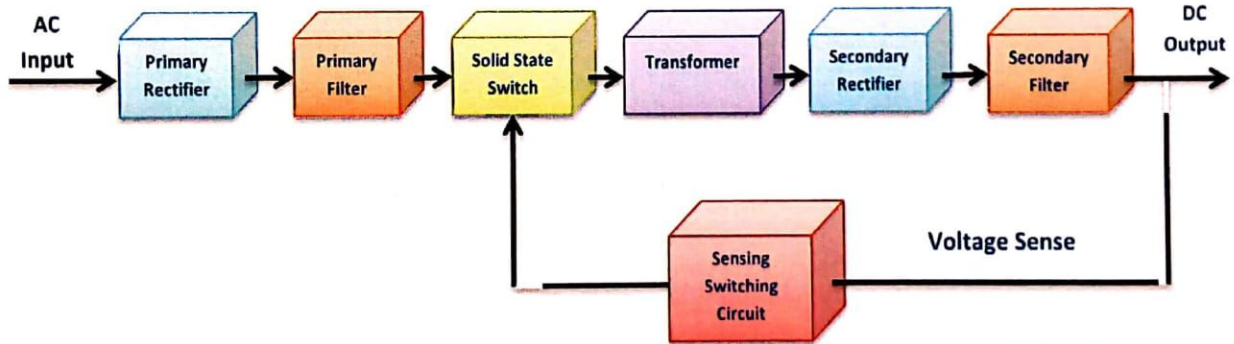 AC
Input
Primary
Rectifier
Primary
Filter
Solid State
Switch
Transformer
Secondary
Rectifier
Secondary
Filter
DC
Output
Sensing
Switching
Circuit
Voltage Sense